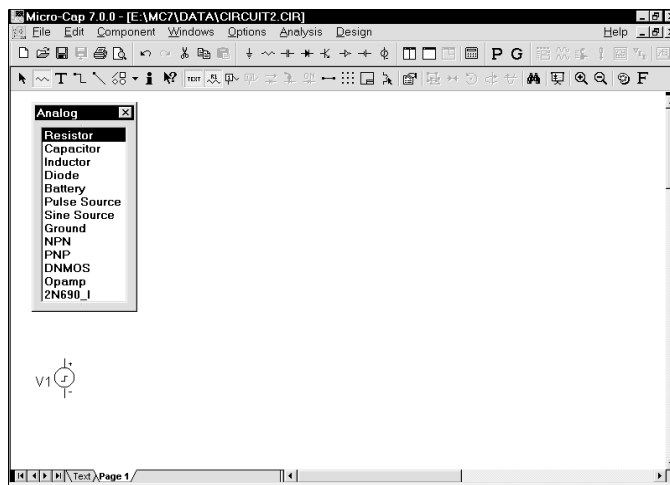 Micro-Cap 7.0.0 - [E:\MC7\DATA\CIRCUIT2.CIR]
File Edit Component Windows Options Analysis Design Help
P G
T i TEXT F
Analog
Resistor
Capacitor
Inductor
Diode
Battery
Pulse Source
Sine Source
Ground
NPN
PNP
DNMOS
Opamp
2N690_I
V1
+
-
Text Page 1